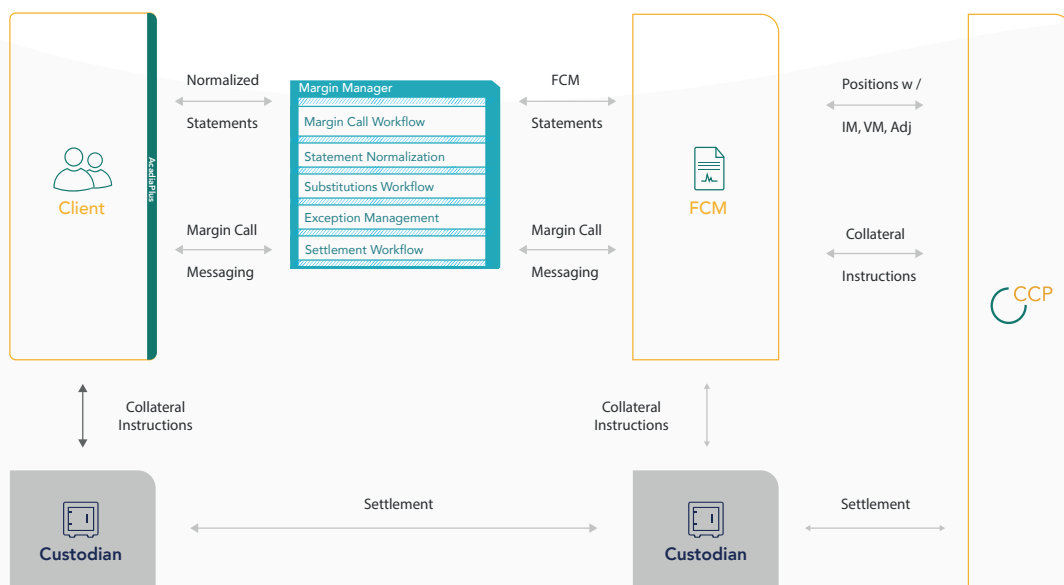 Normalized
Statements
Margin Manager
Margin Call Workflow
Statement Normalization
Substitutions Workflow
Exception Management
Settlement Workflow
FCM
Statements
Positions w /
IM, VM, Adj
AcadiaPlus
Client
FCM
Margin Call
Messaging
Margin Call
Messaging
Collateral
Instructions
CCP
Collateral
Instructions
Collateral
Instructions
Custodian
Settlement
Custodian
Settlement